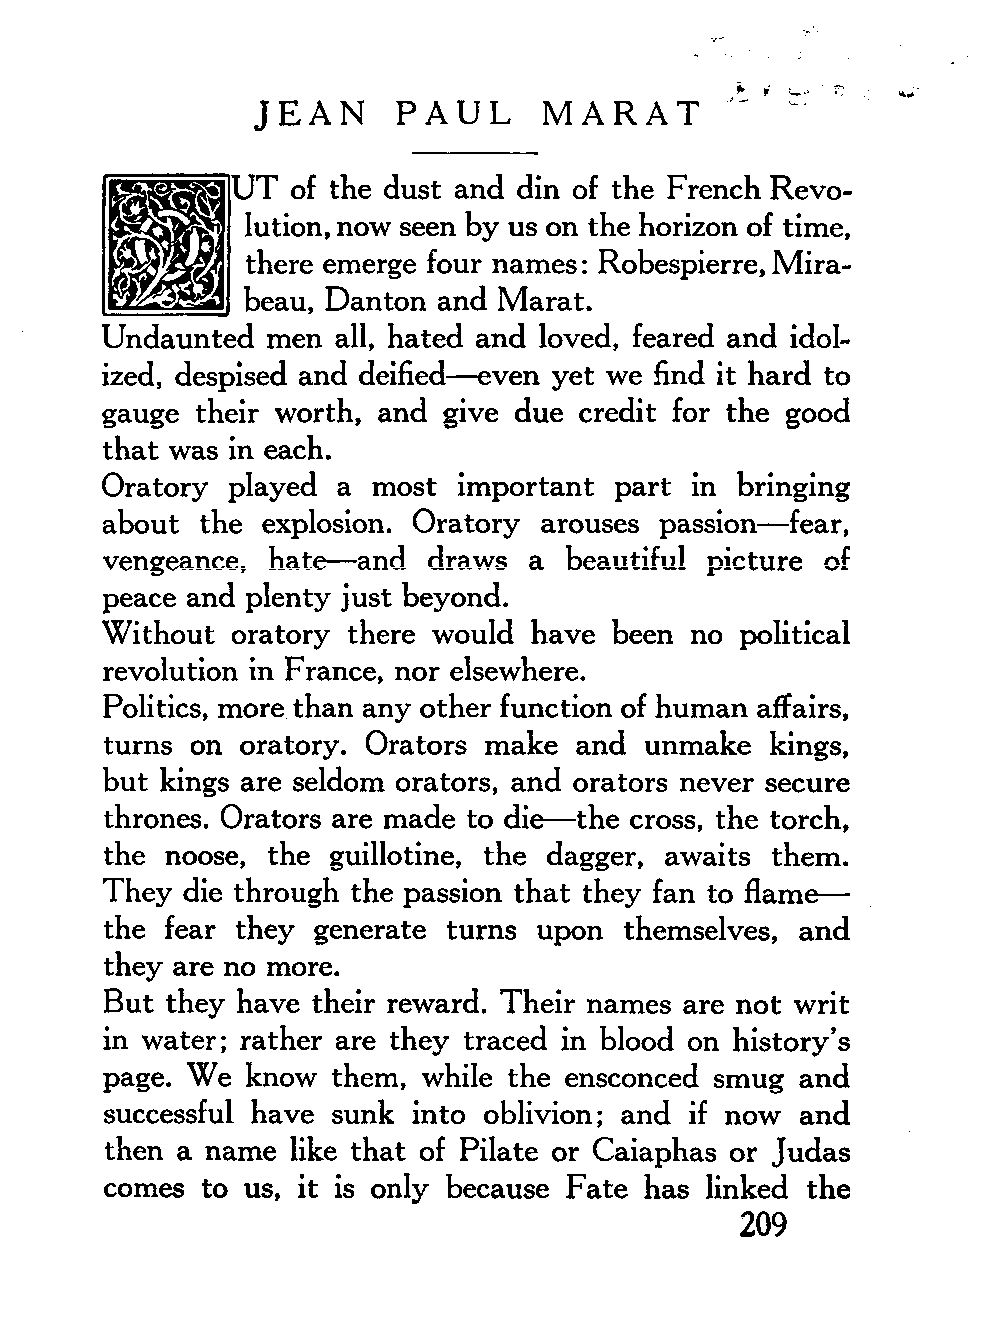 JEAN PAUL MARAT
OUT of the dust and din of the French Revo-
lution, now seen by us on the horizon of time,
there emerge four names: Robespierre, Mira-
beau, Danton and Marat.
Undaunted men all, hated and loved, feared and idol-
ized, despised and deified—even yet we find it hard to
gauge their worth, and give due credit for the good
that was in each.
Oratory played a most important part in bringing
about the explosion. Oratory arouses passion—fear,
vengeance, hate—and draws a beautiful picture of
peace and plenty just beyond.
Without oratory there would have been no political
revolution in France, nor elsewhere.
Politics, more than any other function of human affairs,
turns on oratory. Orators make and unmake kings,
but kings are seldom orators, and orators never secure
thrones. Orators are made to die—the cross, the torch,
the noose, the guillotine, the dagger, awaits them.
They die through the passion that they fan to flame—
the fear they generate turns upon themselves, and
they are no more.
But they have their reward. Their names are not writ
in water; rather are they traced in blood on history's
page. We know them, while the ensconced smug and
successful have sunk into oblivion; and if now and
then a name like that of Pilate or Caiaphas or Judas
comes to us, it is only because Fate has linked the
209